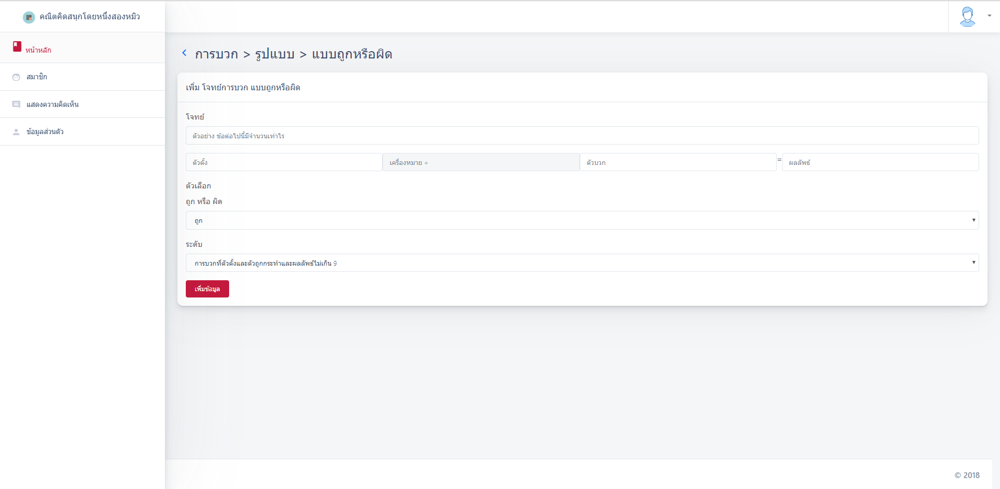 คณิตคิดสนุกโดยหนึ่งสองหมิว
หน้าหลัก
สมาชิก
แสดงความคิดเห็น
ข้อมูลส่วนตัว
การบวก > รูปแบบ > แบบถูกหรือผิด
เพิ่ม โจทย์การบวก แบบถูกหรือผิด
โจทย์
ตัวอย่าง ข้อต่อไปนี้มีจำนวนเท่าไร
ตัวตั้ง เครื่องหมาย + ตัวบวก = ผลลัพธ์
ตัวเลือก
ถูก หรือ ผิด
ถูก
ระดับ
การบวกที่ตัวตั้งและตัวถูกกระทำและผลลัพธ์ไม่เกิน 9
เพิ่มข้อมูล
© 2018